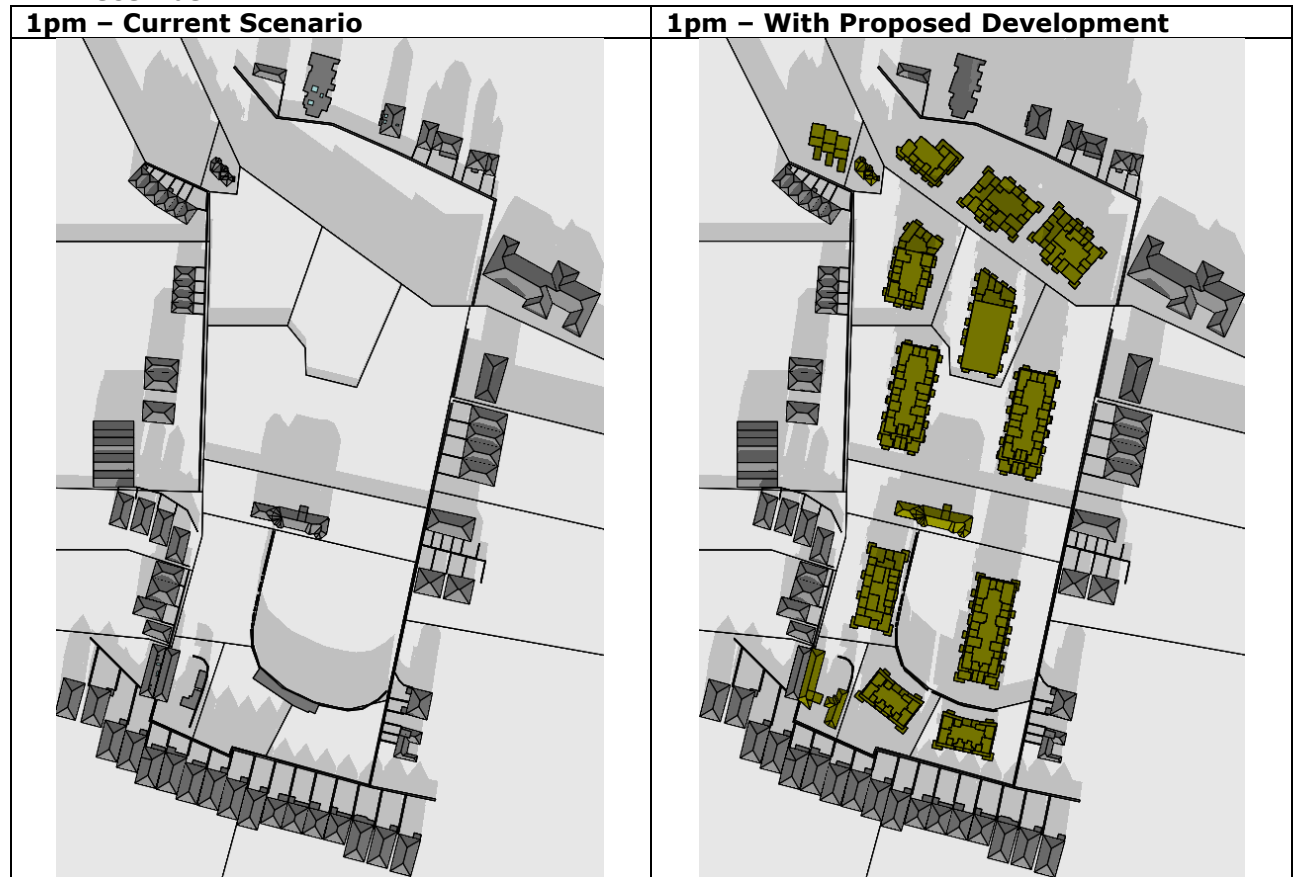 1pm – Current Scenario
1pm – With Proposed Development